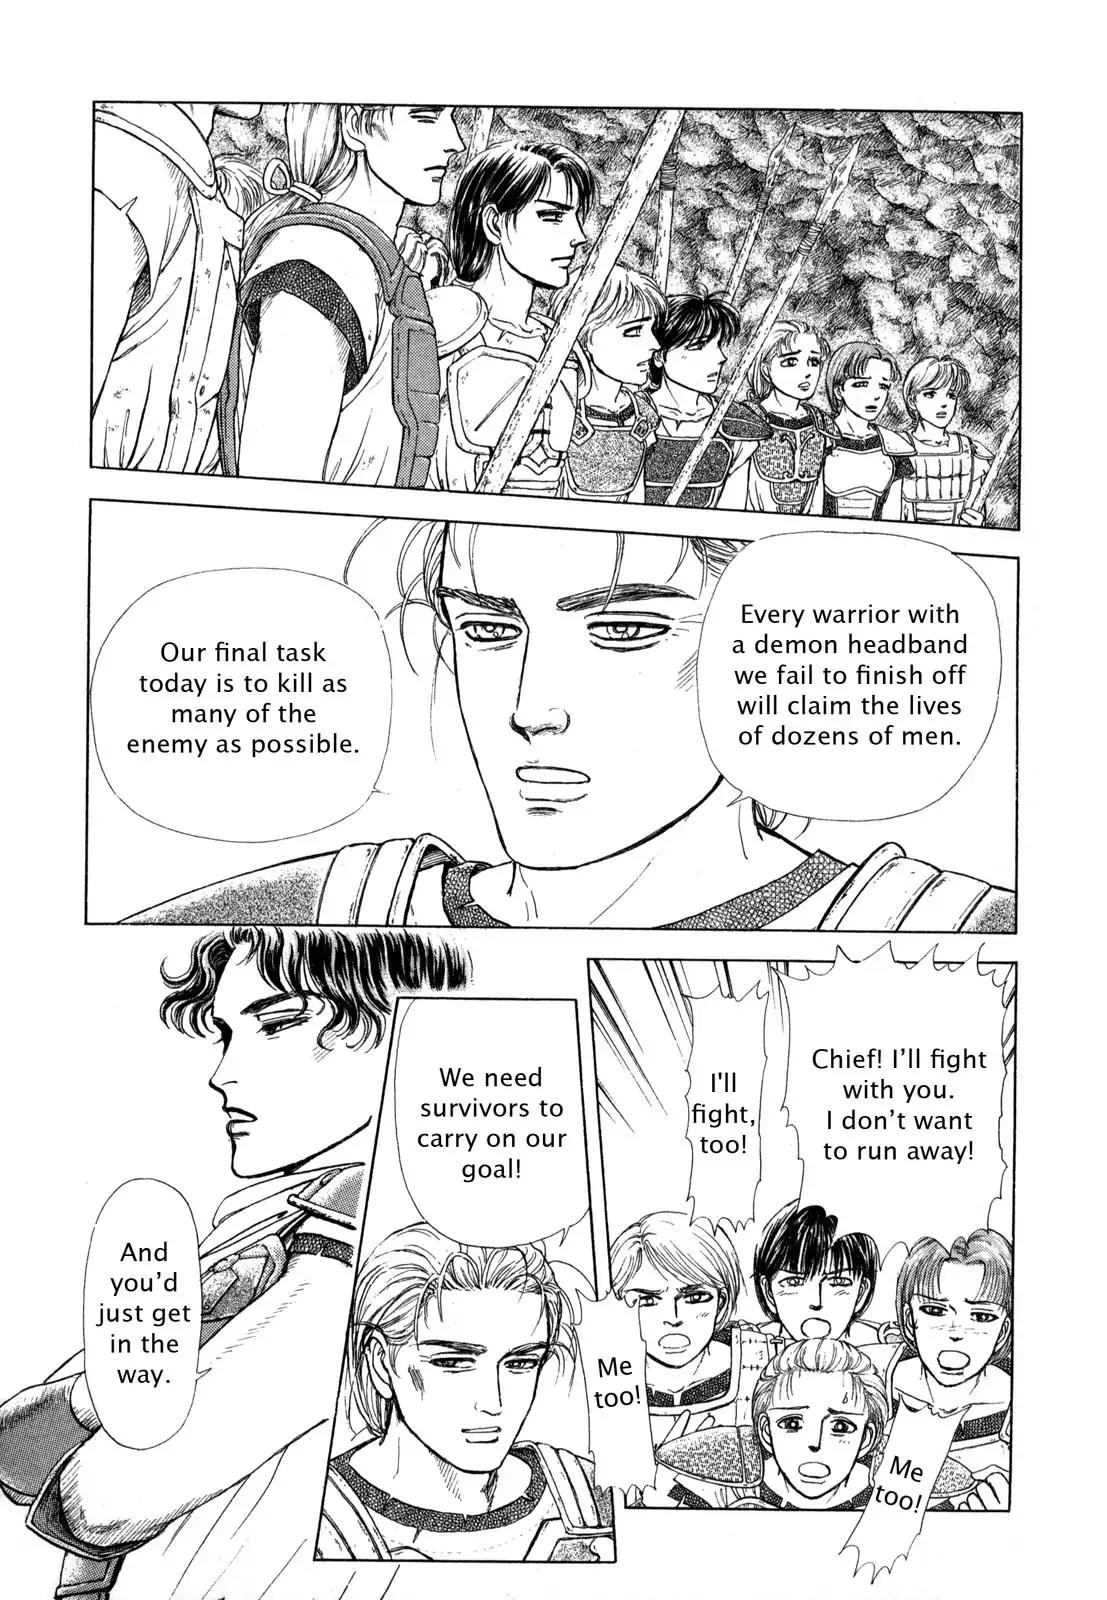 Every warrior with
a demon headband
we fail to finish off
will claim the lives
of dozens of men.
Our final task
today is to kill as
many of the
enemy as possible.
Chief! I’ll fight
with you.
I don’t want
to run away!
I'll
fight,
too!
Me
too!
Me
too!
We need
survivors to
carry on our
goal!
And
you’d
just get
in the
way.